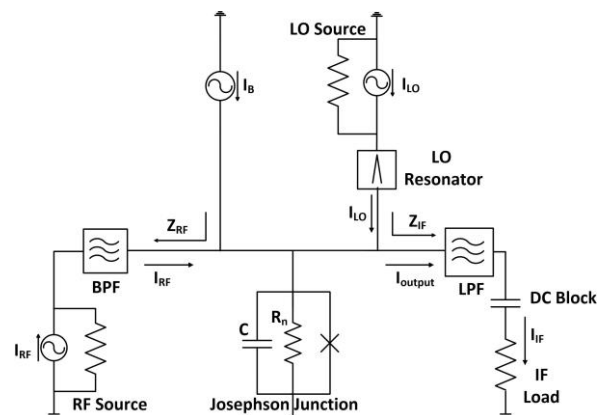 LO Source
I_B
I_LO
LO
Resonator
Z_RF
I_LO
Z_IF
BPF
I_RF
I_output
LPF
DC Block
C
R_n
I_RF
I_IF
IF
Load
RF Source
Josephson Junction